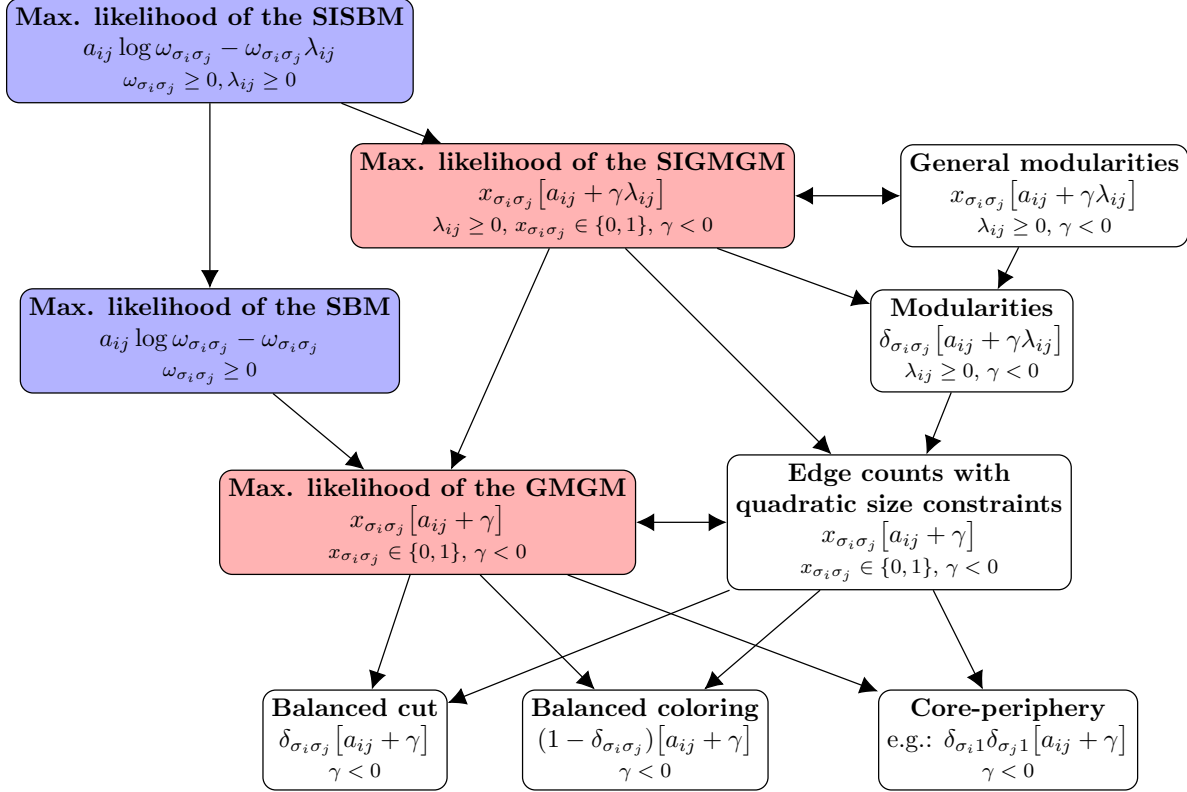 Max. likelihood of the SISBM
a_{ij} log ω_{σ_iσ_j} − ω_{σ_iσ_j}λ_{ij}
ω_{σ_iσ_j} ≥ 0, λ_{ij} ≥ 0
Max. likelihood of the SIGMGM
x_{σ_iσ_j}[a_{ij} + γλ_{ij}]
λ_{ij} ≥ 0, x_{σ_iσ_j} ∈ {0, 1}, γ < 0
General modularities
x_{σ_iσ_j}[a_{ij} + γλ_{ij}]
λ_{ij} ≥ 0, γ < 0
Max. likelihood of the SBM
a_{ij} log ω_{σ_iσ_j} − ω_{σ_iσ_j}
ω_{σ_iσ_j} ≥ 0
Modularities
δ_{σ_iσ_j}[a_{ij} + γλ_{ij}]
λ_{ij} ≥ 0, γ < 0
Max. likelihood of the GMGM
x_{σ_iσ_j}[a_{ij} + γ]
x_{σ_iσ_j} ∈ {0, 1}, γ < 0
Edge counts with
quadratic size constraints
x_{σ_iσ_j}[a_{ij} + γ]
x_{σ_iσ_j} ∈ {0, 1}, γ < 0
Balanced cut
δ_{σ_iσ_j}[a_{ij} + γ]
γ < 0
Balanced coloring
(1 − δ_{σ_iσ_j})[a_{ij} + γ]
γ < 0
Core-periphery
e.g.: δ_{σ_i1}δ_{σ_j1}[a_{ij} + γ]
γ < 0